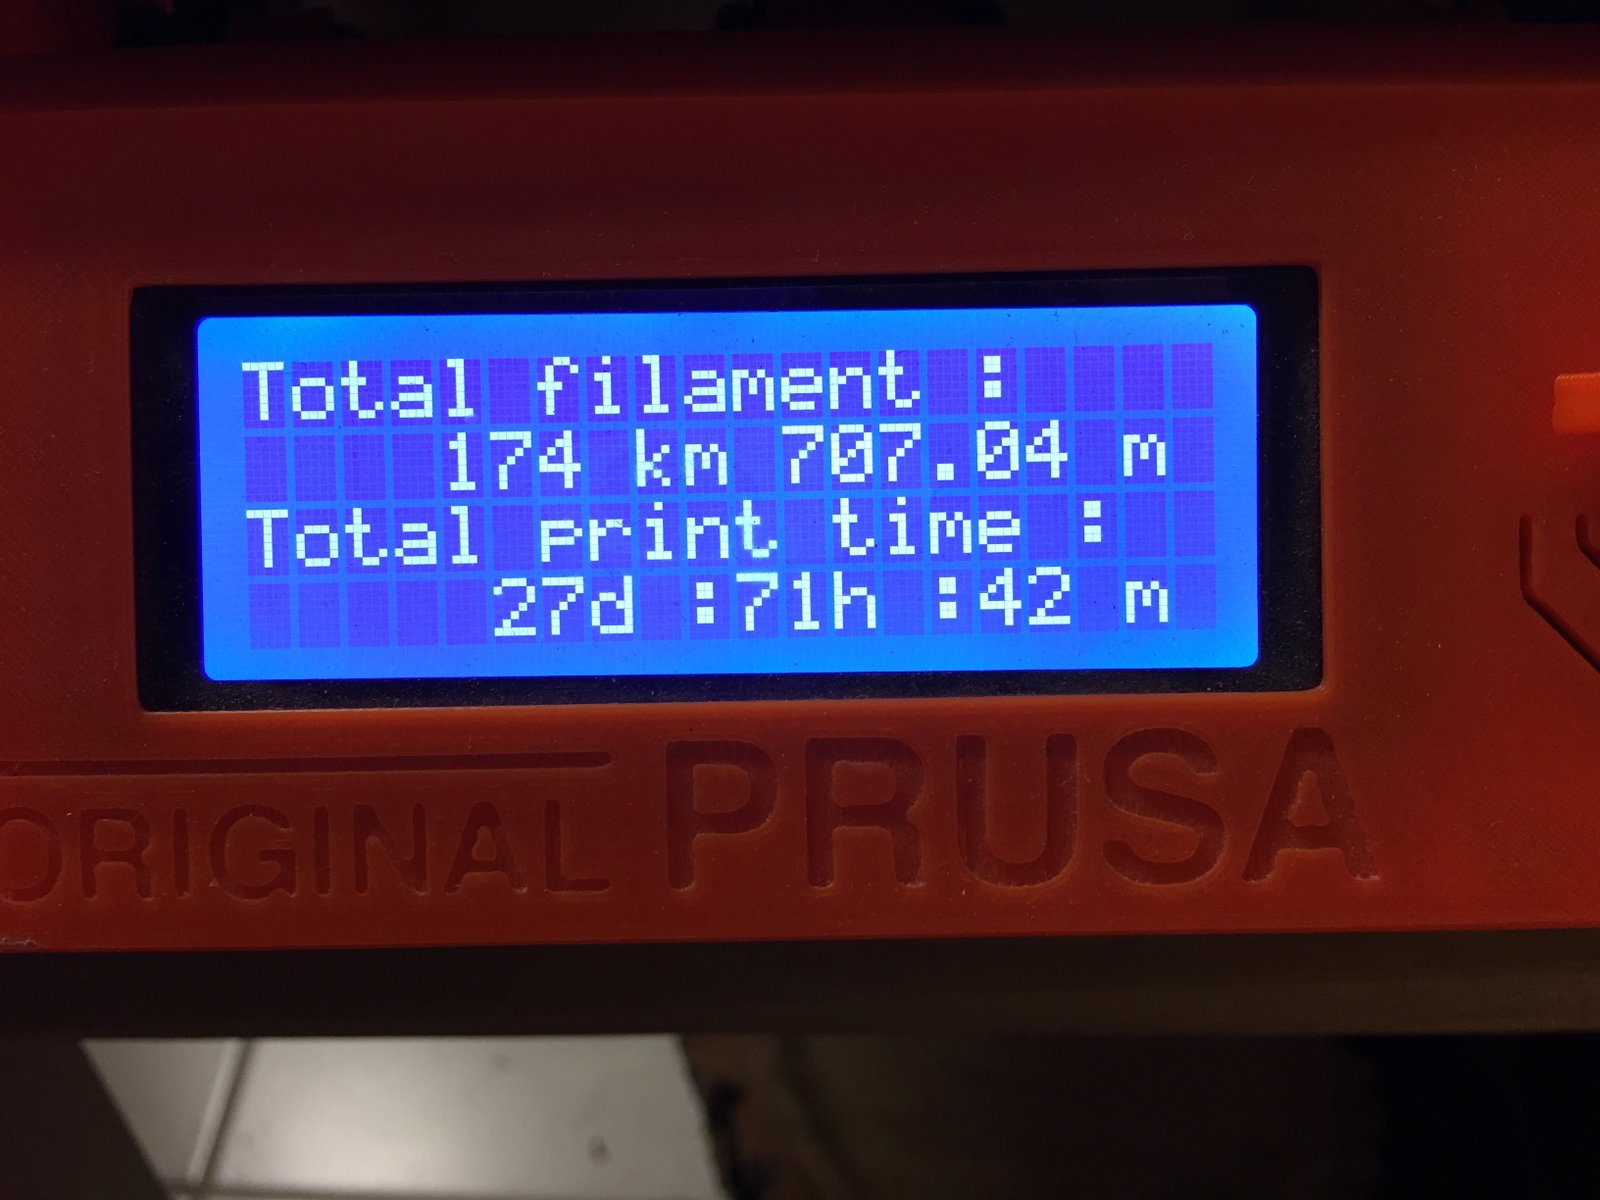 Total filament :
174 km 707.04 m
Total print time :
27d :71h :42 m
ORIGINAL PRUSA